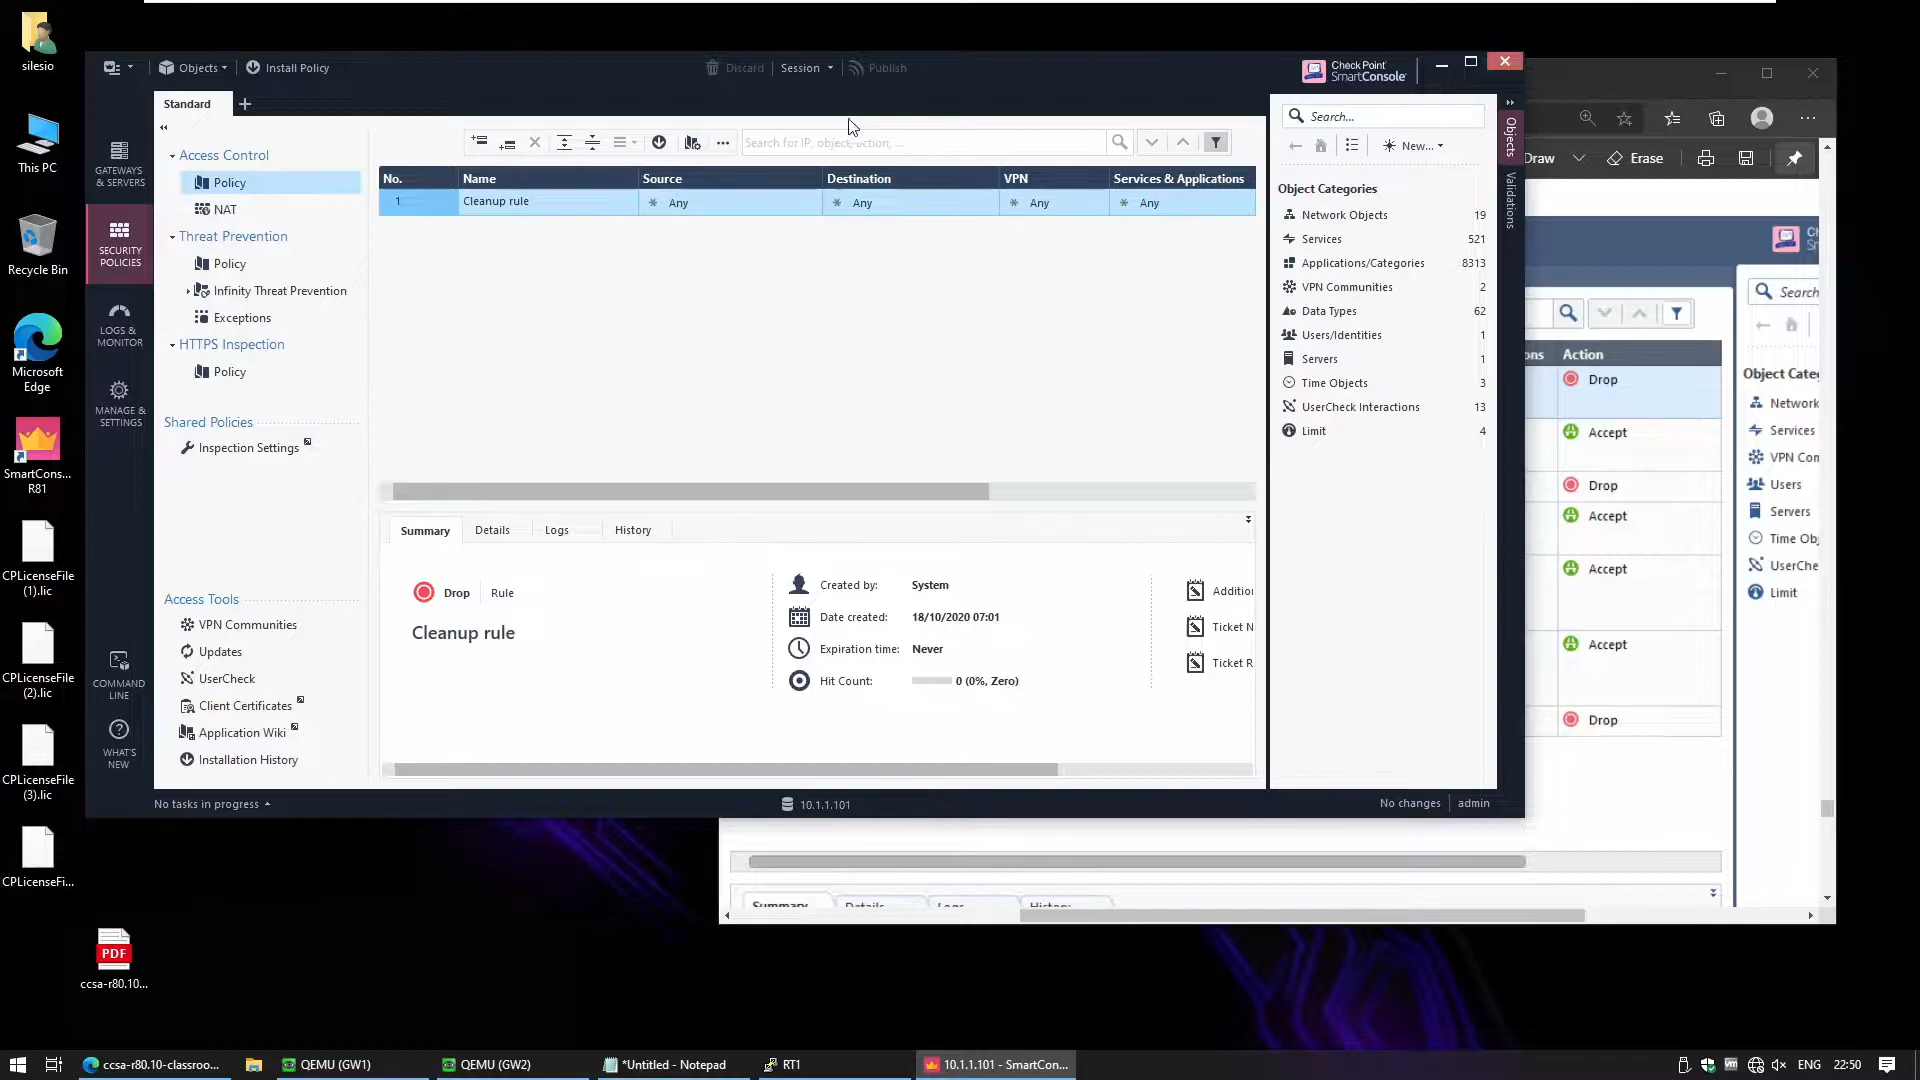 silesio
This PC
Recycle Bin
Microsoft
Edge
SmartCons...
R81
CPLicenseFile
(1).lic
CPLicenseFile
(2).lic
CPLicenseFile
(3).lic
CPLicenseFi...
PDF
ccsa-r80.10...
Objects
Install Policy
Discard
Session
Publish
Check Point
SmartConsole
Standard
GATEWAYS
& SERVERS
SECURITY
POLICIES
LOGS &
MONITOR
MANAGE &
SETTINGS
COMMAND
LINE
WHAT'S
NEW
Access Control
Policy
NAT
Threat Prevention
Policy
Infinity Threat Prevention
Exceptions
HTTPS Inspection
Policy
Shared Policies
Inspection Settings
Access Tools
VPN Communities
Updates
UserCheck
Client Certificates
Application Wiki
Installation History
Search for IP, object, action, ...
No. Name Source Destination VPN Services & Applications
1 Cleanup rule Any Any Any Any
Summary Details Logs History
Drop Rule
Cleanup rule
Created by: System
Date created: 18/10/2020 07:01
Expiration time: Never
Hit Count: 0 (0%, Zero)
Additior
Ticket N
Ticket R
Search...
New...
Object Categories
Network Objects 19
Services 521
Applications/Categories 8313
VPN Communities 2
Data Types 62
Users/Identities 1
Servers 1
Time Objects 3
UserCheck Interactions 13
Limit 4
Objects
Validations
No tasks in progress
10.1.1.101
No changes
admin
Draw
Erase
Search
ons Action
Drop
Accept
Drop
Accept
Accept
Accept
Drop
Object Categ
Network
Services
VPN Com
Users
Servers
Time Obj
UserChe
Limit
Summary Details Logs History
ccsa-r80.10-classroo...
QEMU (GW1)
QEMU (GW2)
*Untitled - Notepad
RT1
10.1.1.101 - SmartCon...
ENG
22:50